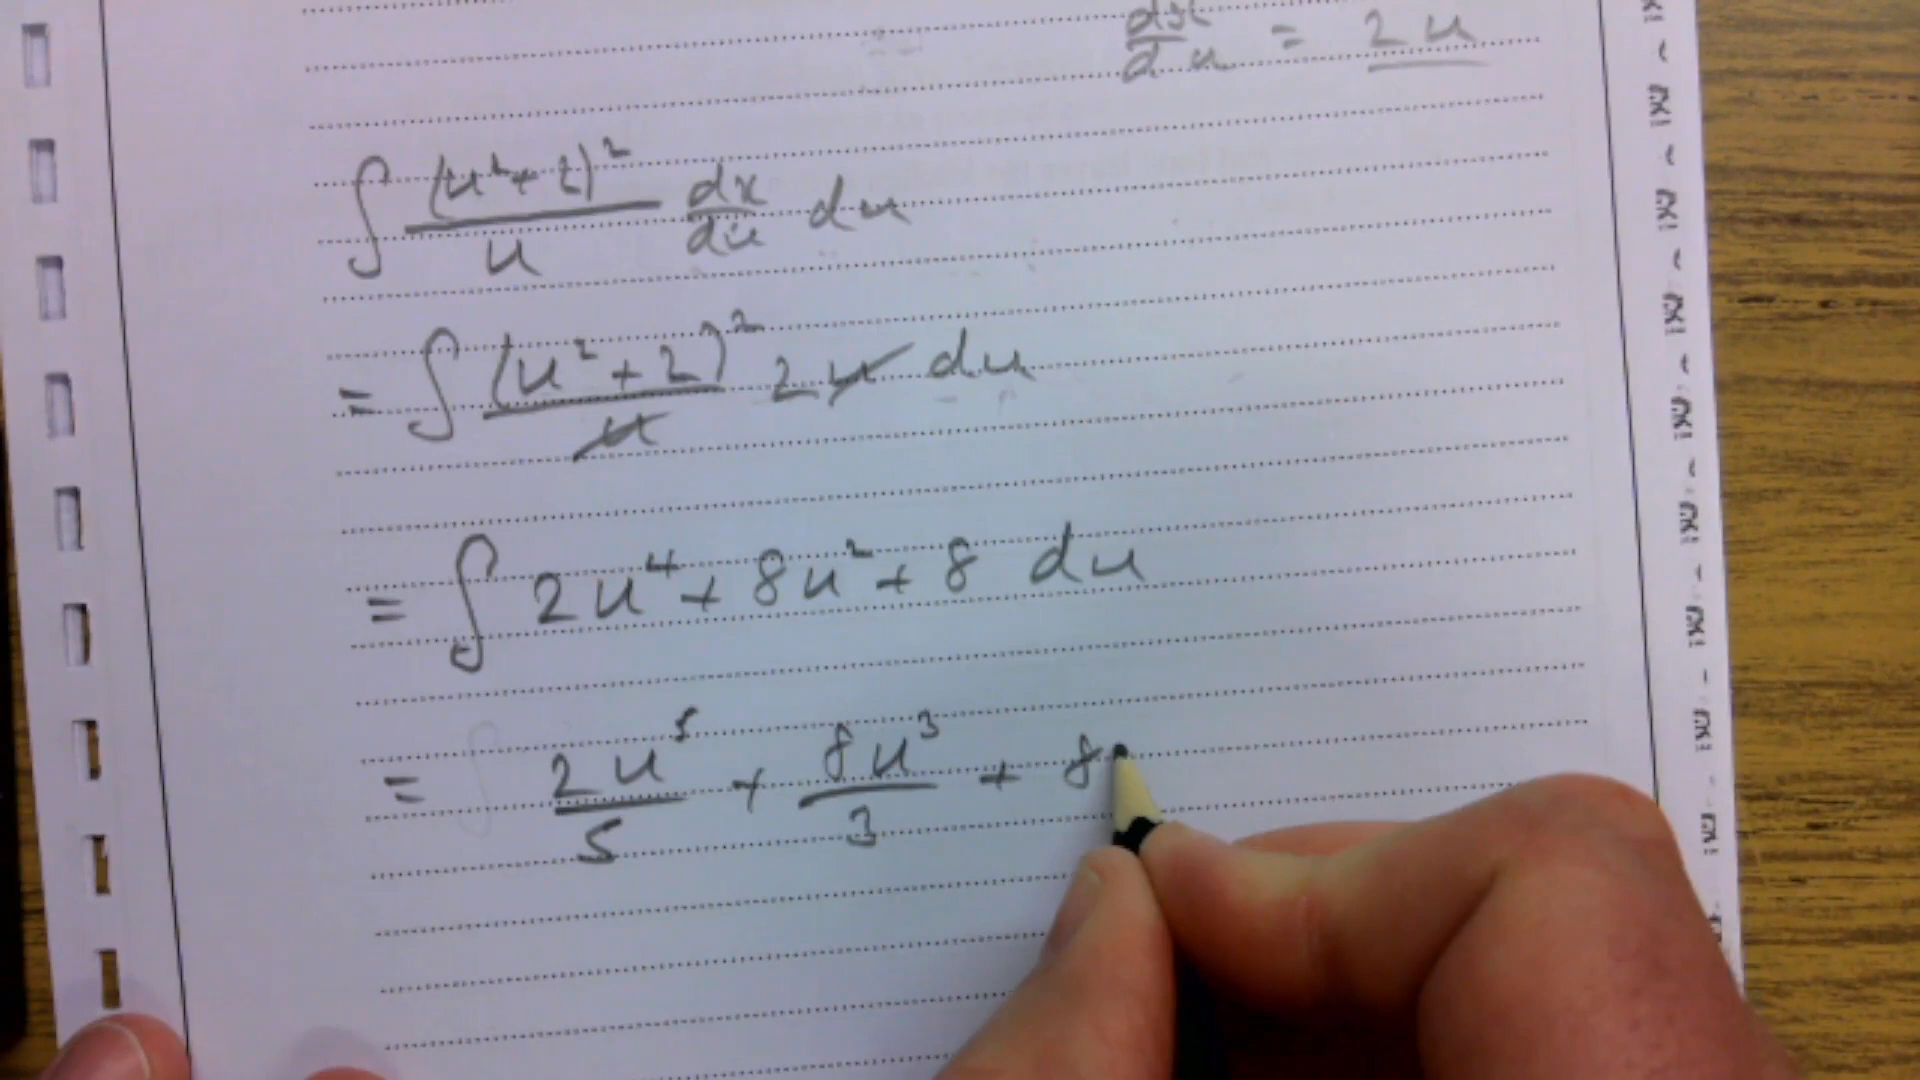 dx/du = 2u
∫ (u²+2)²/u dx/du du
= ∫ (u²+2)²/u 2u du
= ∫ 2u⁴ + 8u² + 8 du
= 2u⁵/5 + 8u³/3 + 8